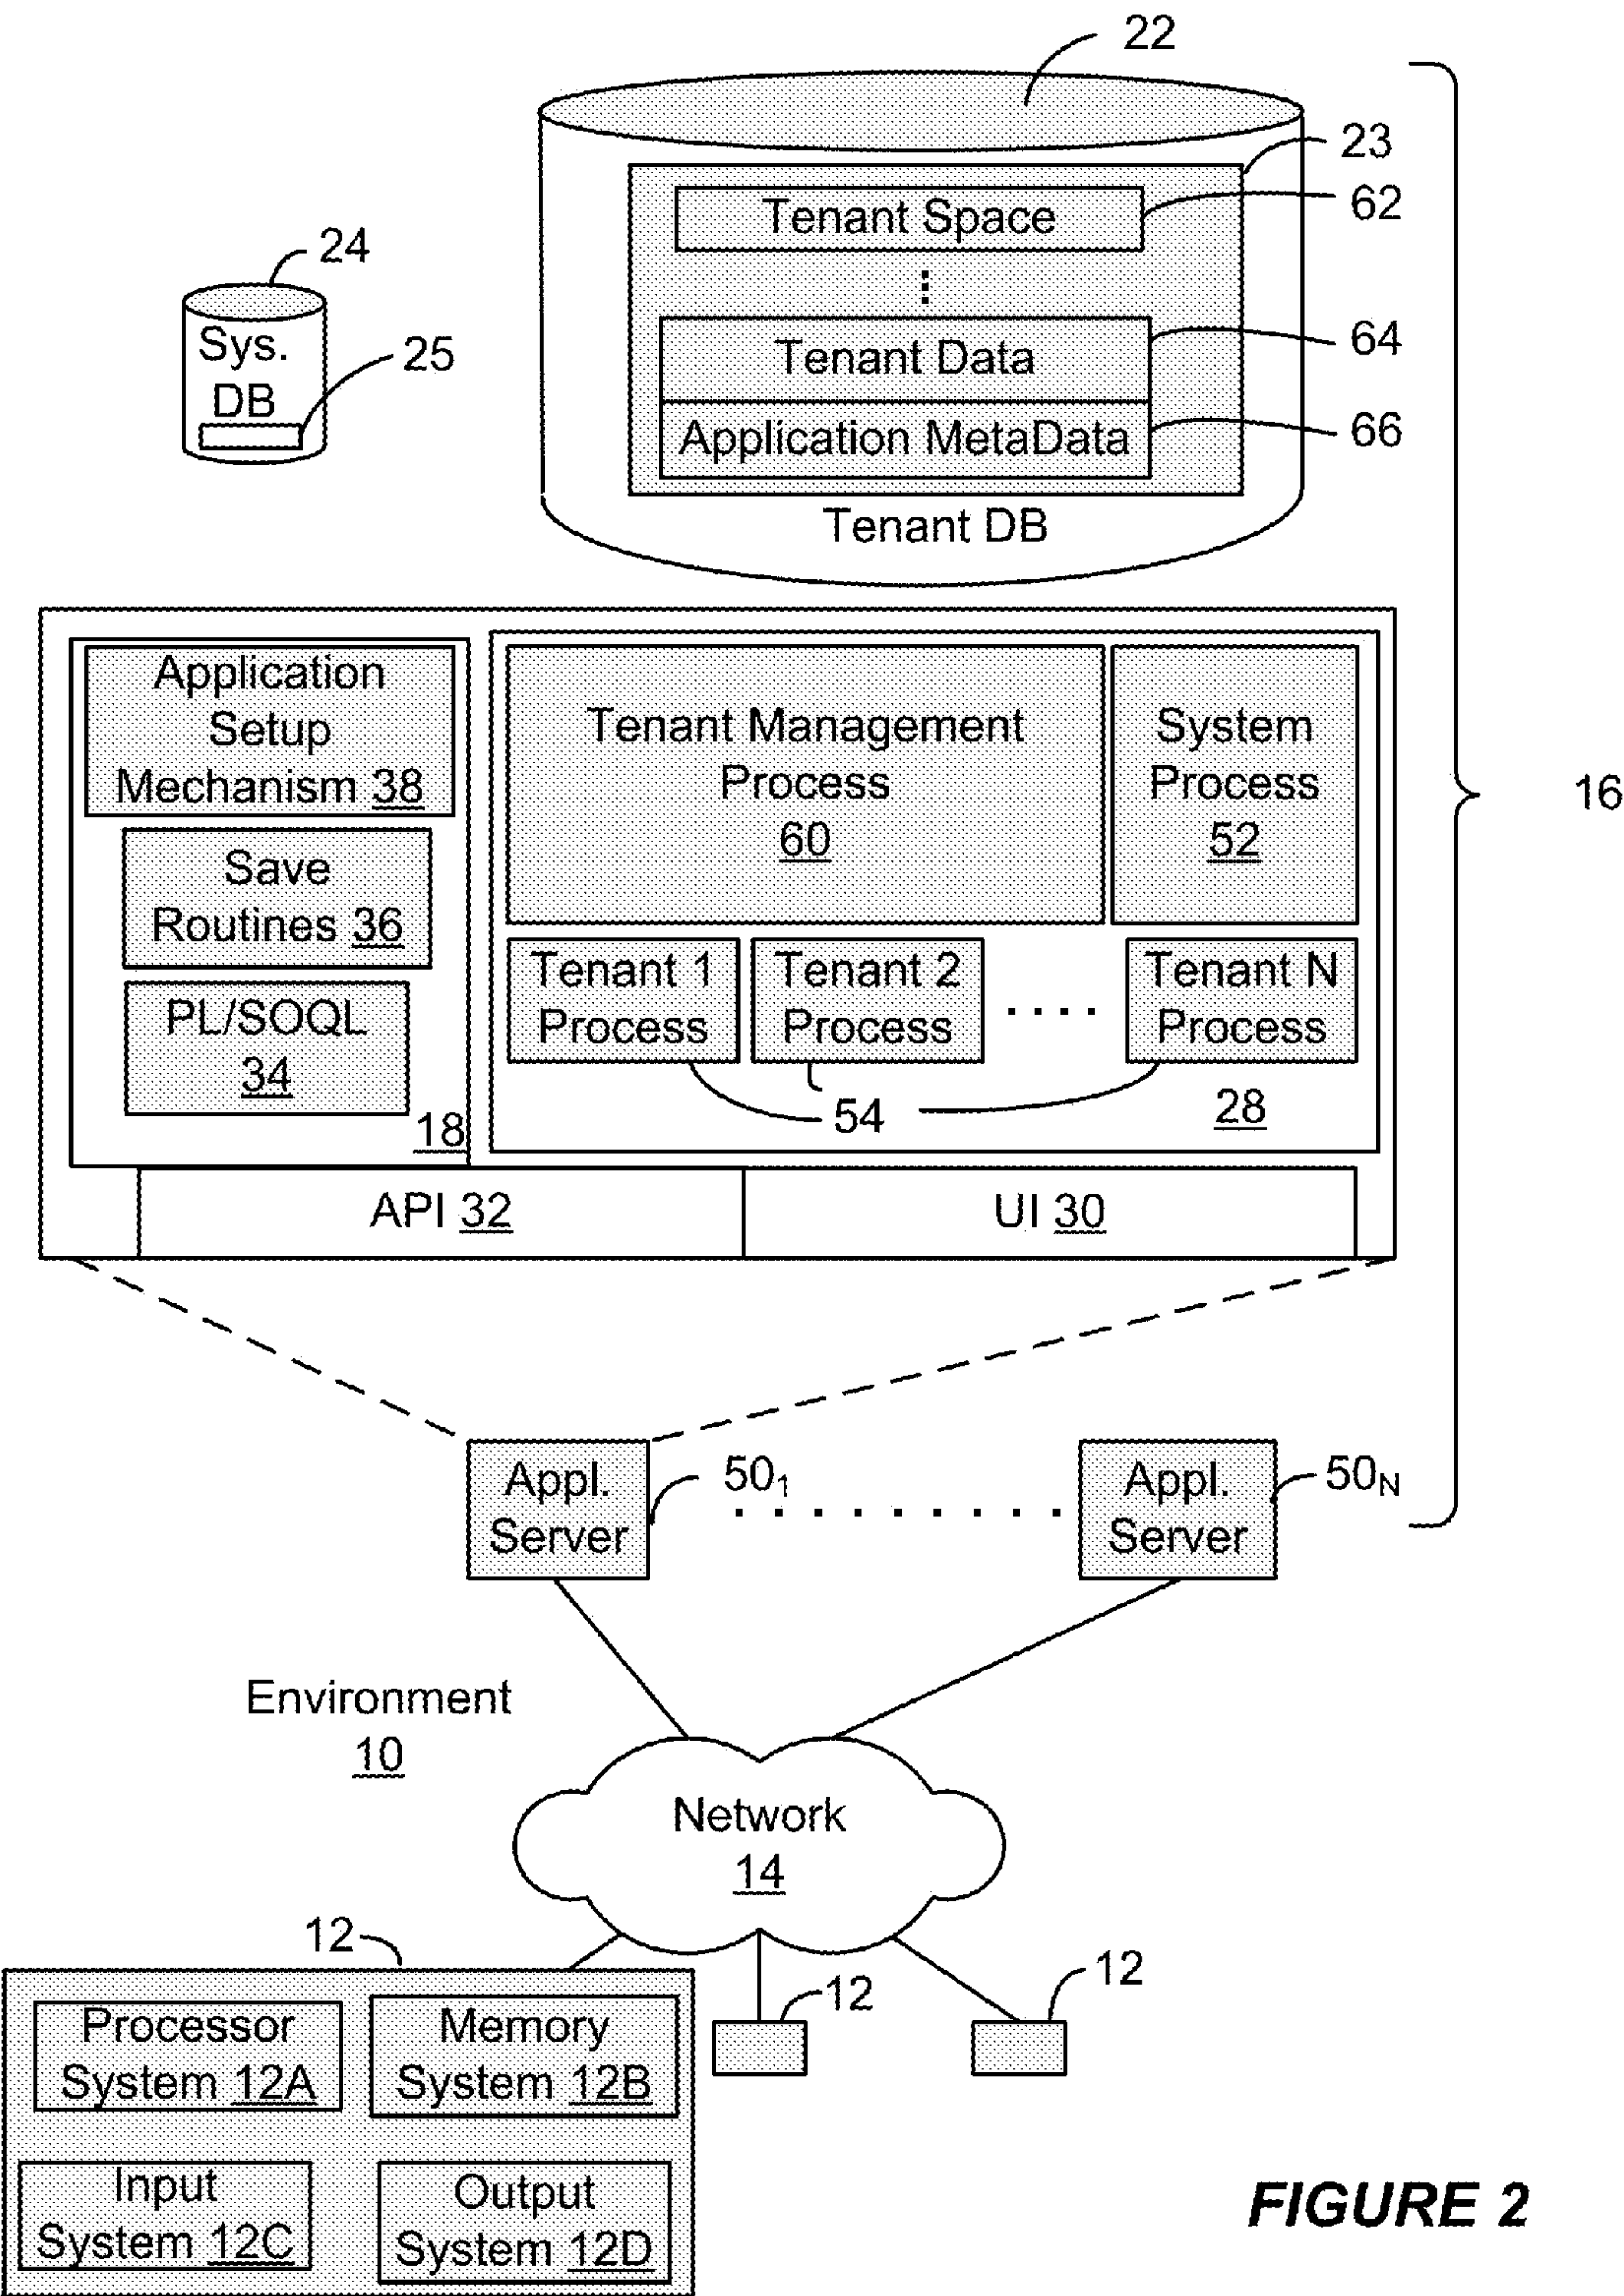 22
23
Tenant Space
62
24
Sys.
DB
25
Tenant Data
64
Application MetaData
66
Tenant DB
16
Application
Setup
Mechanism 38
Save
Routines 36
PL/SOQL
34
18
Tenant Management
Process
60
System
Process
52
Tenant 1
Process
Tenant 2
Process
Tenant N
Process
54
28
API 32
UI 30
Appl.
Server
50₁
Appl.
Server
50N
Environment
10
Network
14
12
12
12
Processor
System 12A
Memory
System 12B
Input
System 12C
Output
System 12D
FIGURE 2